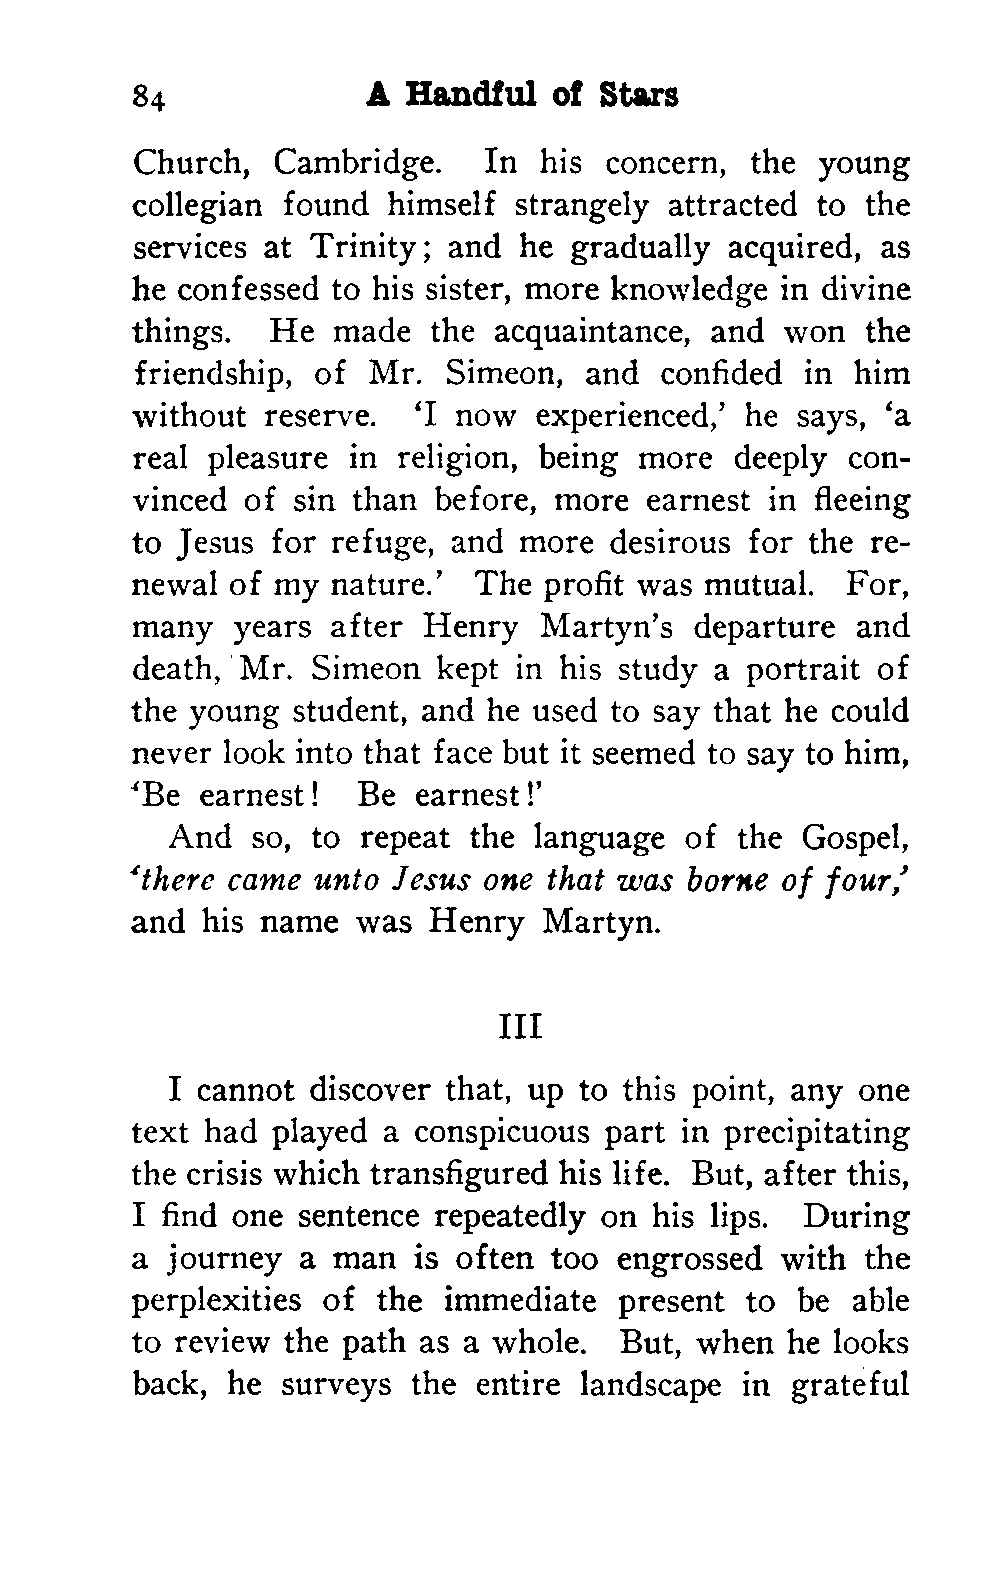 84 A Handful of Stars
Church, Cambridge. In his concern, the young
collegian found himself strangely attracted to the
services at Trinity; and he gradually acquired, as
he confessed to his sister, more knowledge in divine
things. He made the acquaintance, and won the
friendship, of Mr. Simeon, and confided in him
without reserve. ‘I now experienced,’ he says, ‘a
real pleasure in religion, being more deeply con-
vinced of sin than before, more earnest in fleeing
to Jesus for refuge, and more desirous for the re-
newal of my nature.’ The profit was mutual. For,
many years after Henry Martyn’s departure and
death, Mr. Simeon kept in his study a portrait of
the young student, and he used to say that he could
never look into that face but it seemed to say to him,
‘Be earnest! Be earnest!’
And so, to repeat the language of the Gospel,
‘there came unto Jesus one that was borne of four,’
and his name was Henry Martyn.
III
I cannot discover that, up to this point, any one
text had played a conspicuous part in precipitating
the crisis which transfigured his life. But, after this,
I find one sentence repeatedly on his lips. During
a journey a man is often too engrossed with the
perplexities of the immediate present to be able
to review the path as a whole. But, when he looks
back, he surveys the entire landscape in grateful